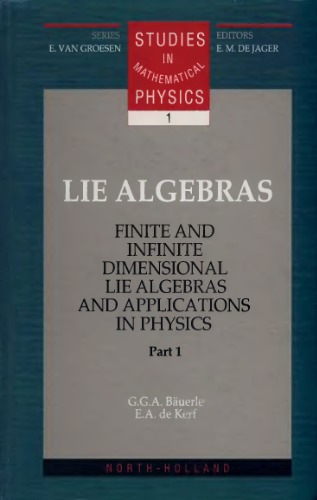 SERIES
EDITORS
E. VAN GROESEN
E. M. DE JAGER
STUDIES
IN
MATHEMATICAL
PHYSICS
1
LIE ALGEBRAS
FINITE AND
INFINITE
DIMENSIONAL
LIE ALGEBRAS
AND APPLICATIONS
IN PHYSICS
Part 1
G.G.A. Bäuerle
E.A. de Kerf
NORTH-HOLLAND